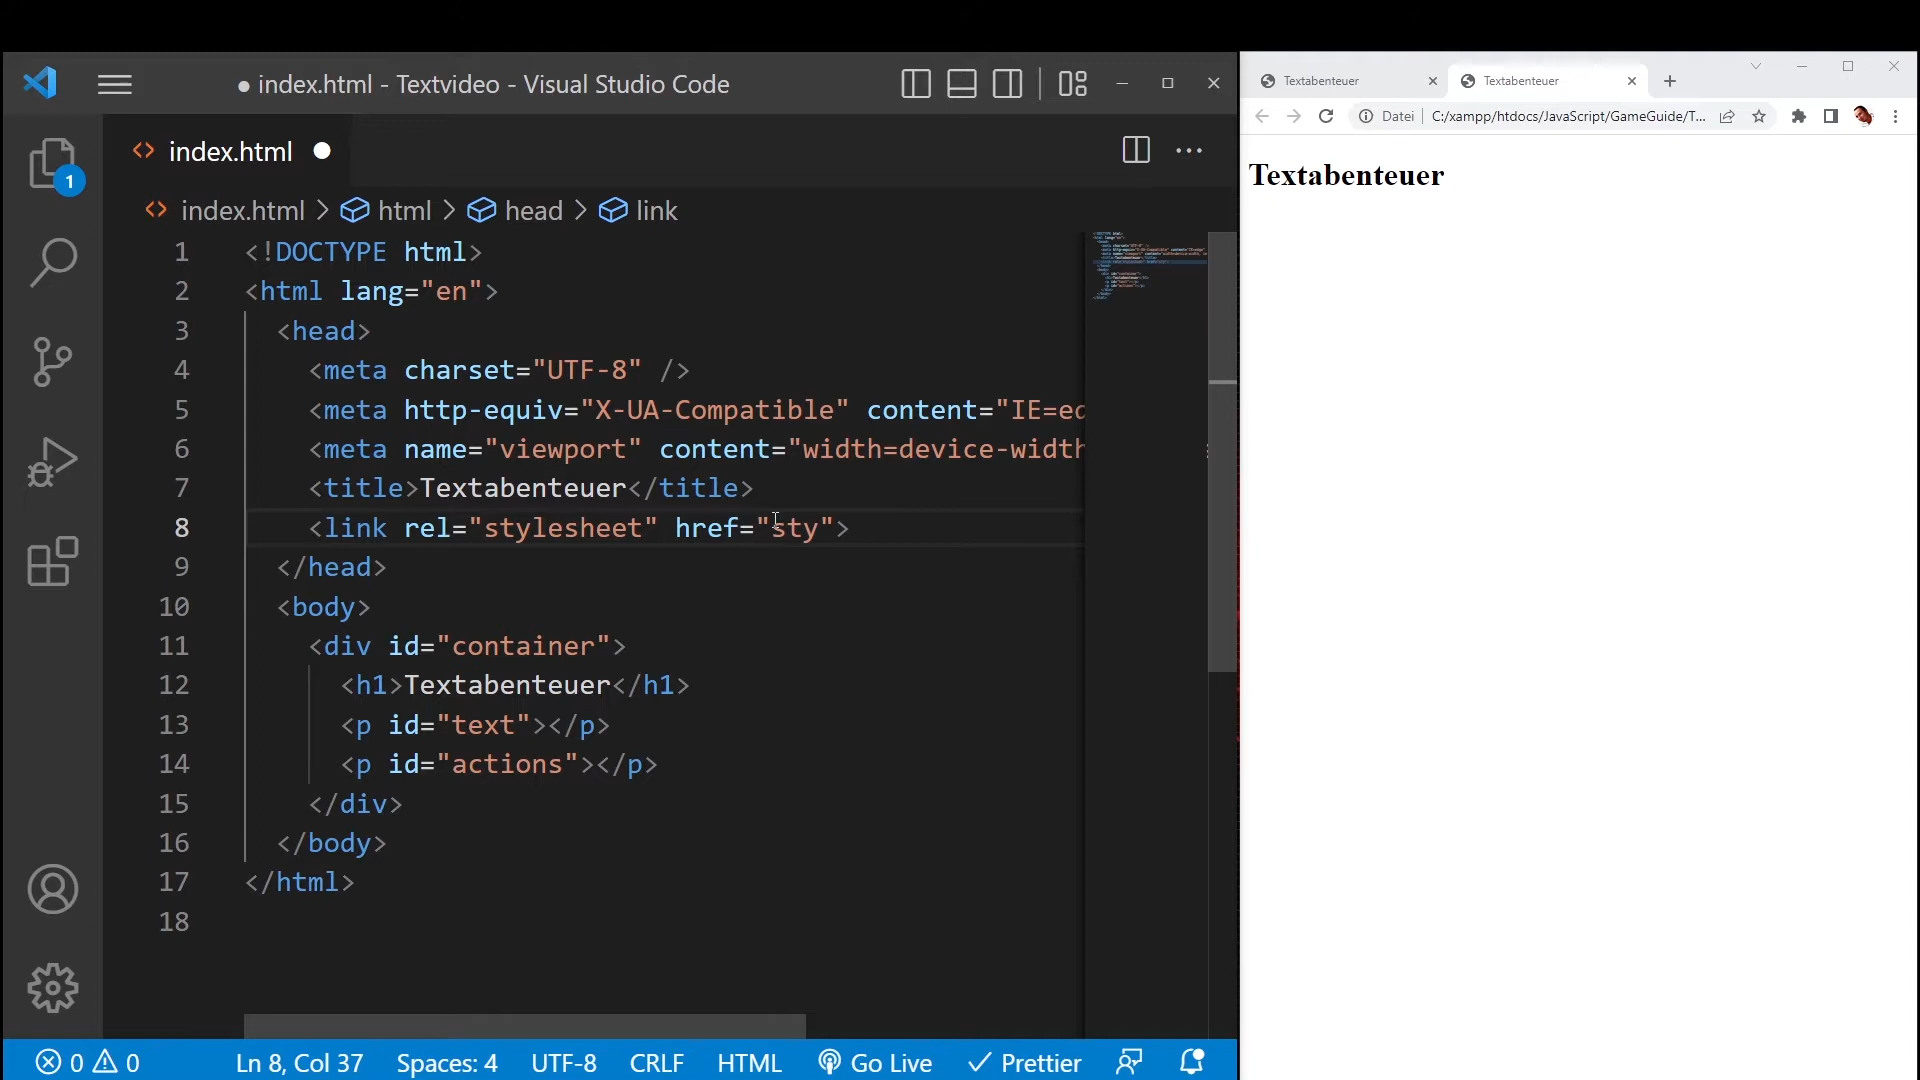 ● index.html - Textvideo - Visual Studio Code
index.html ●
1
index.html > html > head > link
1 <!DOCTYPE html>
2 <html lang="en">
3 <head>
4 <meta charset="UTF-8" />
5 <meta http-equiv="X-UA-Compatible" content="IE=ed
6 <meta name="viewport" content="width=device-width
7 <title>Textabenteuer</title>
8 <link rel="stylesheet" href="sty">
9 </head>
10 <body>
11 <div id="container">
12 <h1>Textabenteuer</h1>
13 <p id="text"></p>
14 <p id="actions"></p>
15 </div>
16 </body>
17 </html>
18
0 0 Ln 8, Col 37 Spaces: 4 UTF-8 CRLF HTML Go Live Prettier
Textabenteuer Textabenteuer
Datei C:/xampp/htdocs/JavaScript/GameGuide/T...
Textabenteuer